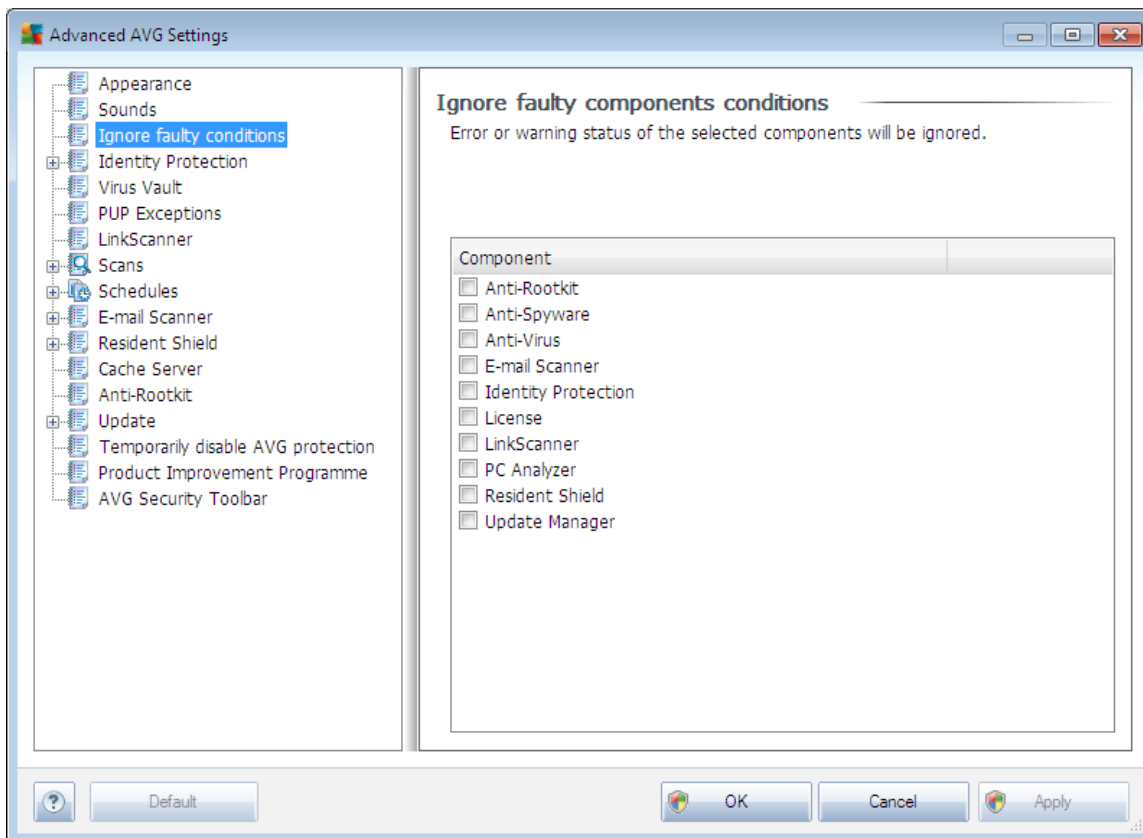 Advanced AVG Settings
Appearance
Sounds
Ignore faulty conditions
Identity Protection
Virus Vault
PUP Exceptions
LinkScanner
Scans
Schedules
E-mail Scanner
Resident Shield
Cache Server
Anti-Rootkit
Update
Temporarily disable AVG protection
Product Improvement Programme
AVG Security Toolbar
Ignore faulty components conditions
Error or warning status of the selected components will be ignored.
Component
Anti-Rootkit
Anti-Spyware
Anti-Virus
E-mail Scanner
Identity Protection
License
LinkScanner
PC Analyzer
Resident Shield
Update Manager
? Default OK Cancel Apply